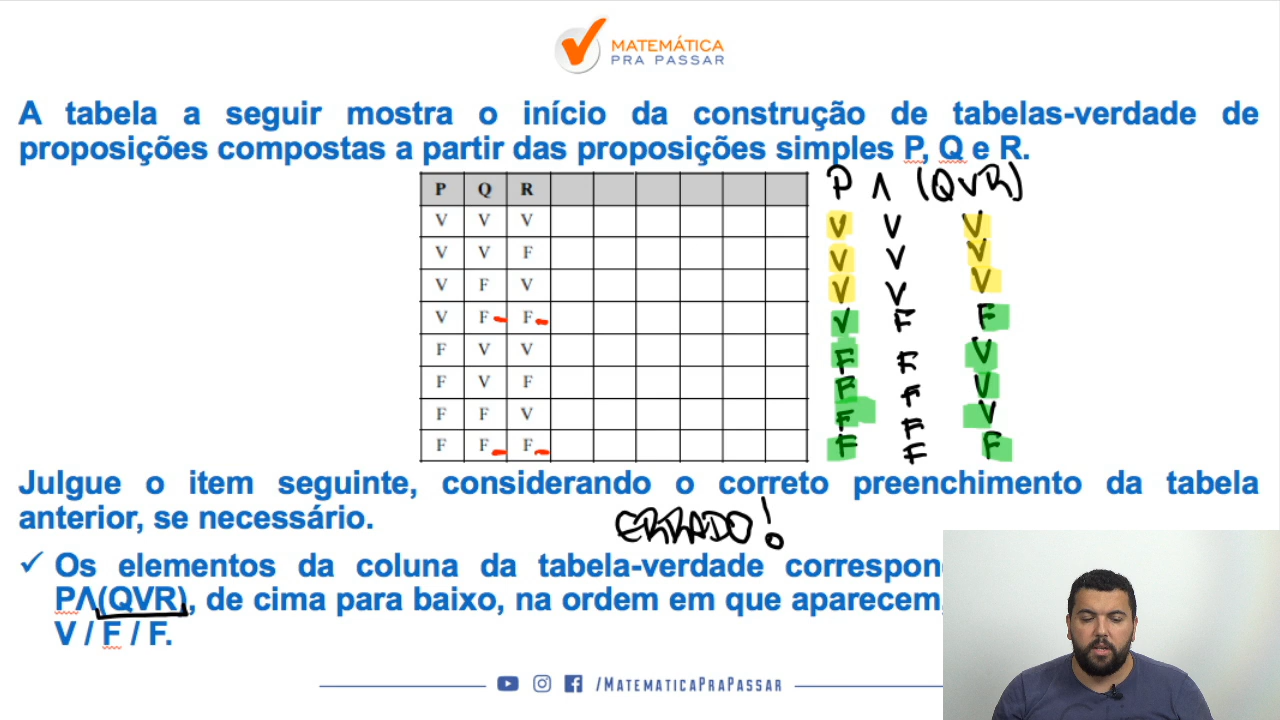 MATEMÁTICA
PRA PASSAR
A tabela a seguir mostra o início da construção de tabelas-verdade de
proposições compostas a partir das proposições simples P, Q e R.
P Λ (QVR)
P Q R
V V V V V V
V V F V V V
V F V V V V
V F F V F F
F V V F F V
F V F F F V
F F V F F V
F F F F F F
Julgue o item seguinte, considerando o correto preenchimento da tabela
anterior, se necessário.
ERRADO!
✓ Os elementos da coluna da tabela-verdade
PΛ(QVR), de cima para baixo, na ordem em que aparecem,
V / F / F.
/MATEMATICAPRAPASSAR